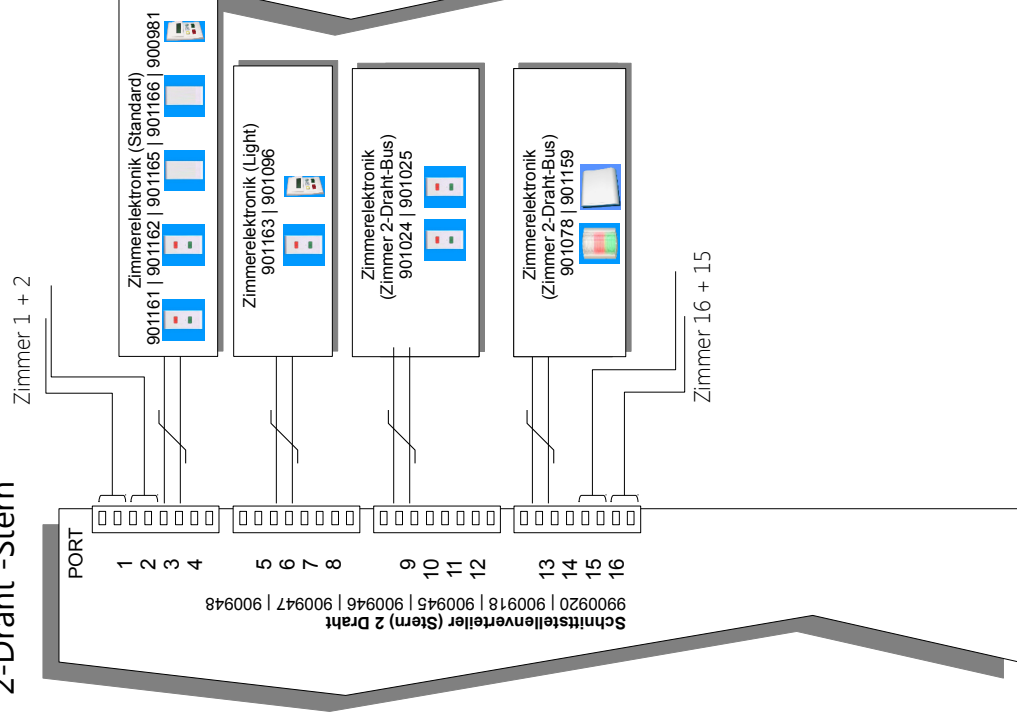 2-Draht -Stern
Zimmer 1 + 2
Zimmerelektronik (Standard)
901161 | 901162 | 901165 | 901166 | 900981
Zimmerelektronik (Light)
901163 | 901096
Zimmerelektronik
(Zimmer 2-Draht-Bus)
901024 | 901025
Zimmerelektronik
(Zimmer 2-Draht-Bus)
901078 | 901159
Zimmer 16 + 15
PORT
1
2
3
4
5
6
7
8
9
10
11
12
13
14
15
16
Schnittstellenverteiler (Stern) 2 Draht
9900920 | 900918 | 900945 | 900946 | 900947 | 900948